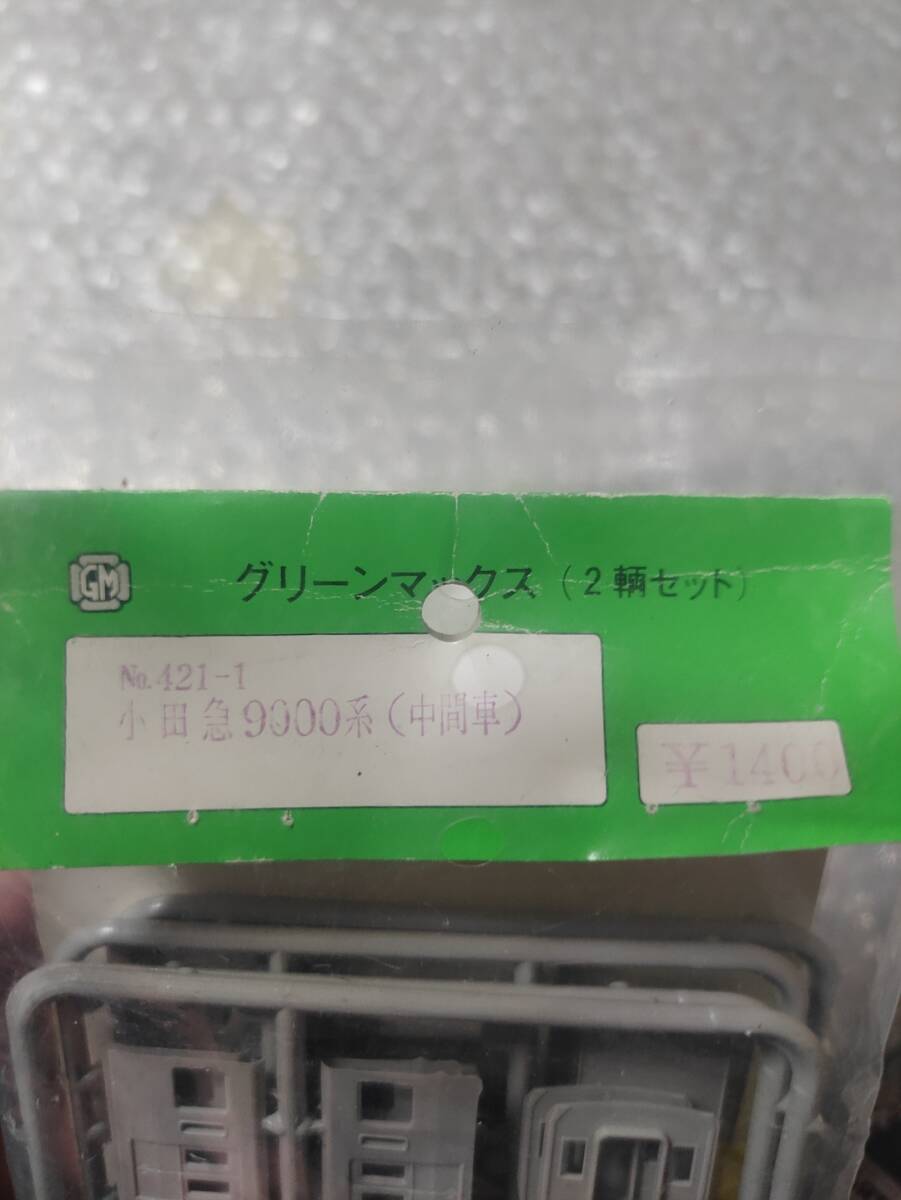 GM
グリーンマックス（2輌セット）
No.421-1
小田急9000系（中間車）
￥1400